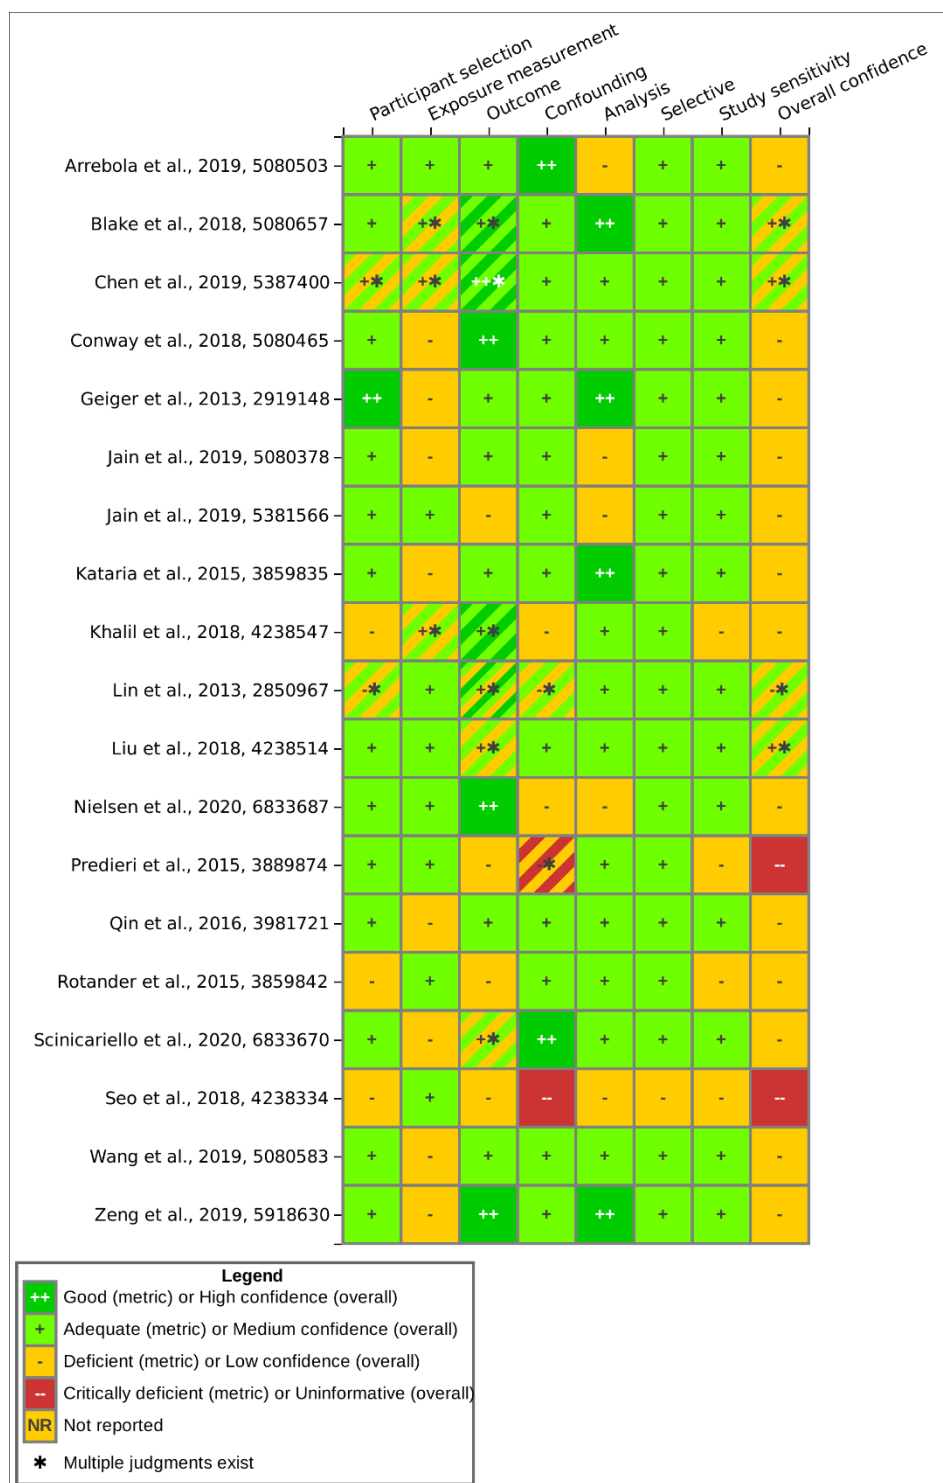 Participant selection
Exposure measurement
Outcome
Confounding
Analysis
Selective
Study sensitivity
Overall confidence
Arrebola et al., 2019, 5080503 + + + ++ - + + -
Blake et al., 2018, 5080657 + +✱ +✱ + ++ + + +✱
Chen et al., 2019, 5387400 +✱ +✱ ++✱ + + + + +✱
Conway et al., 2018, 5080465 + - ++ + + + + -
Geiger et al., 2013, 2919148 ++ - + + ++ + + -
Jain et al., 2019, 5080378 + - + + - + + -
Jain et al., 2019, 5381566 + + - + - + + -
Kataria et al., 2015, 3859835 + - + + ++ + + -
Khalil et al., 2018, 4238547 - +✱ +✱ - + + - -
Lin et al., 2013, 2850967 -✱ + +✱ -✱ + + + -✱
Liu et al., 2018, 4238514 + + +✱ + + + + +✱
Nielsen et al., 2020, 6833687 + + ++ - - + + -
Predieri et al., 2015, 3889874 + + - -✱ + + - --
Qin et al., 2016, 3981721 + - + + + + + -
Rotander et al., 2015, 3859842 - + - + + + - -
Scinicariello et al., 2020, 6833670 + - +✱ ++ + + + -
Seo et al., 2018, 4238334 - + - -- - - - --
Wang et al., 2019, 5080583 + - + + + + + -
Zeng et al., 2019, 5918630 + - ++ + ++ + + -
Legend
++ Good (metric) or High confidence (overall)
+ Adequate (metric) or Medium confidence (overall)
- Deficient (metric) or Low confidence (overall)
-- Critically deficient (metric) or Uninformative (overall)
NR Not reported
✱ Multiple judgments exist